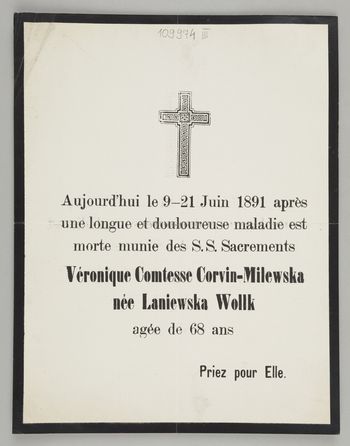 109974 III
Aujourd'hui le 9–21 Juin 1891 après
une longue et douloureuse maladie est
morte munie des S.S. Sacrements
Véronique Comtesse Corvin-Milewska
née Laniewska Wollk
agée de 68 ans
Priez pour Elle.